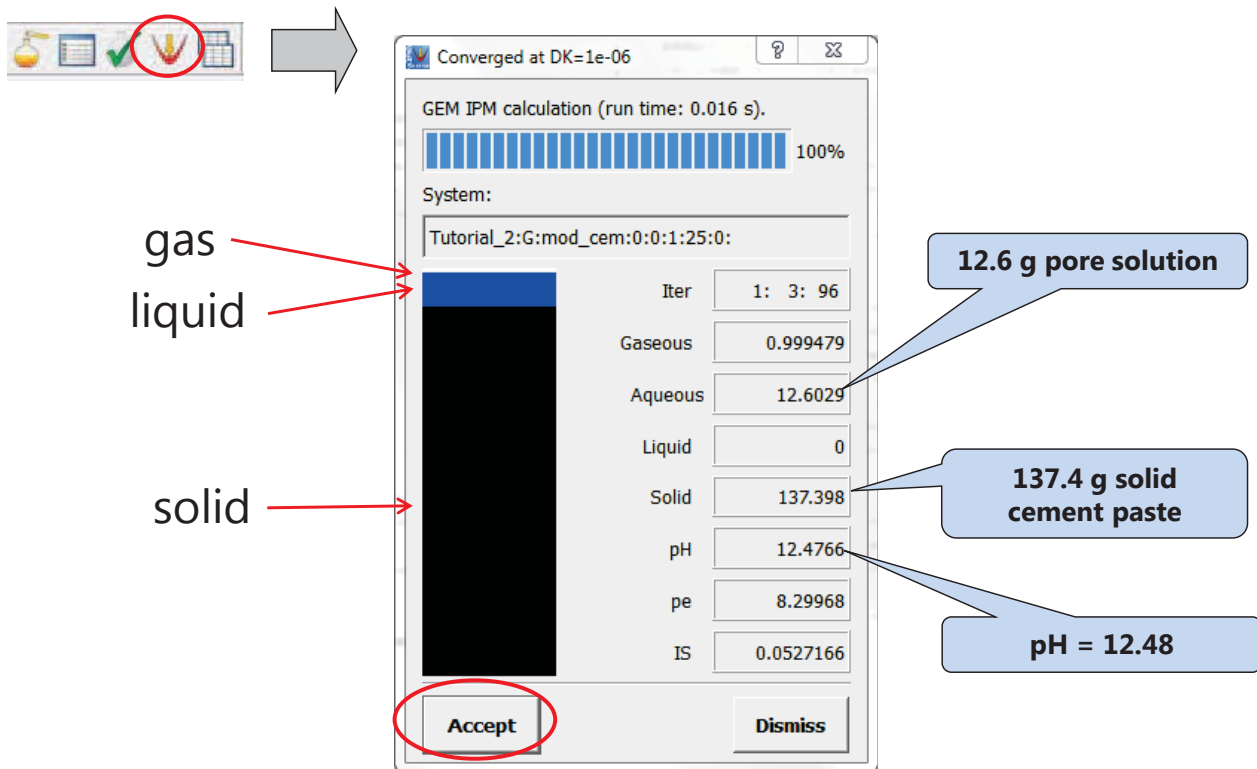 Converged at DK=1e-06
GEM IPM calculation (run time: 0.016 s).
100%
System:
Tutorial_2:G:mod_cem:0:0:1:25:0:
gas
liquid
solid
Iter 1: 3: 96
Gaseous 0.999479
Aqueous 12.6029
Liquid 0
Solid 137.398
pH 12.4766
pe 8.29968
IS 0.0527166
Accept Dismiss
12.6 g pore solution
137.4 g solid
cement paste
pH = 12.48